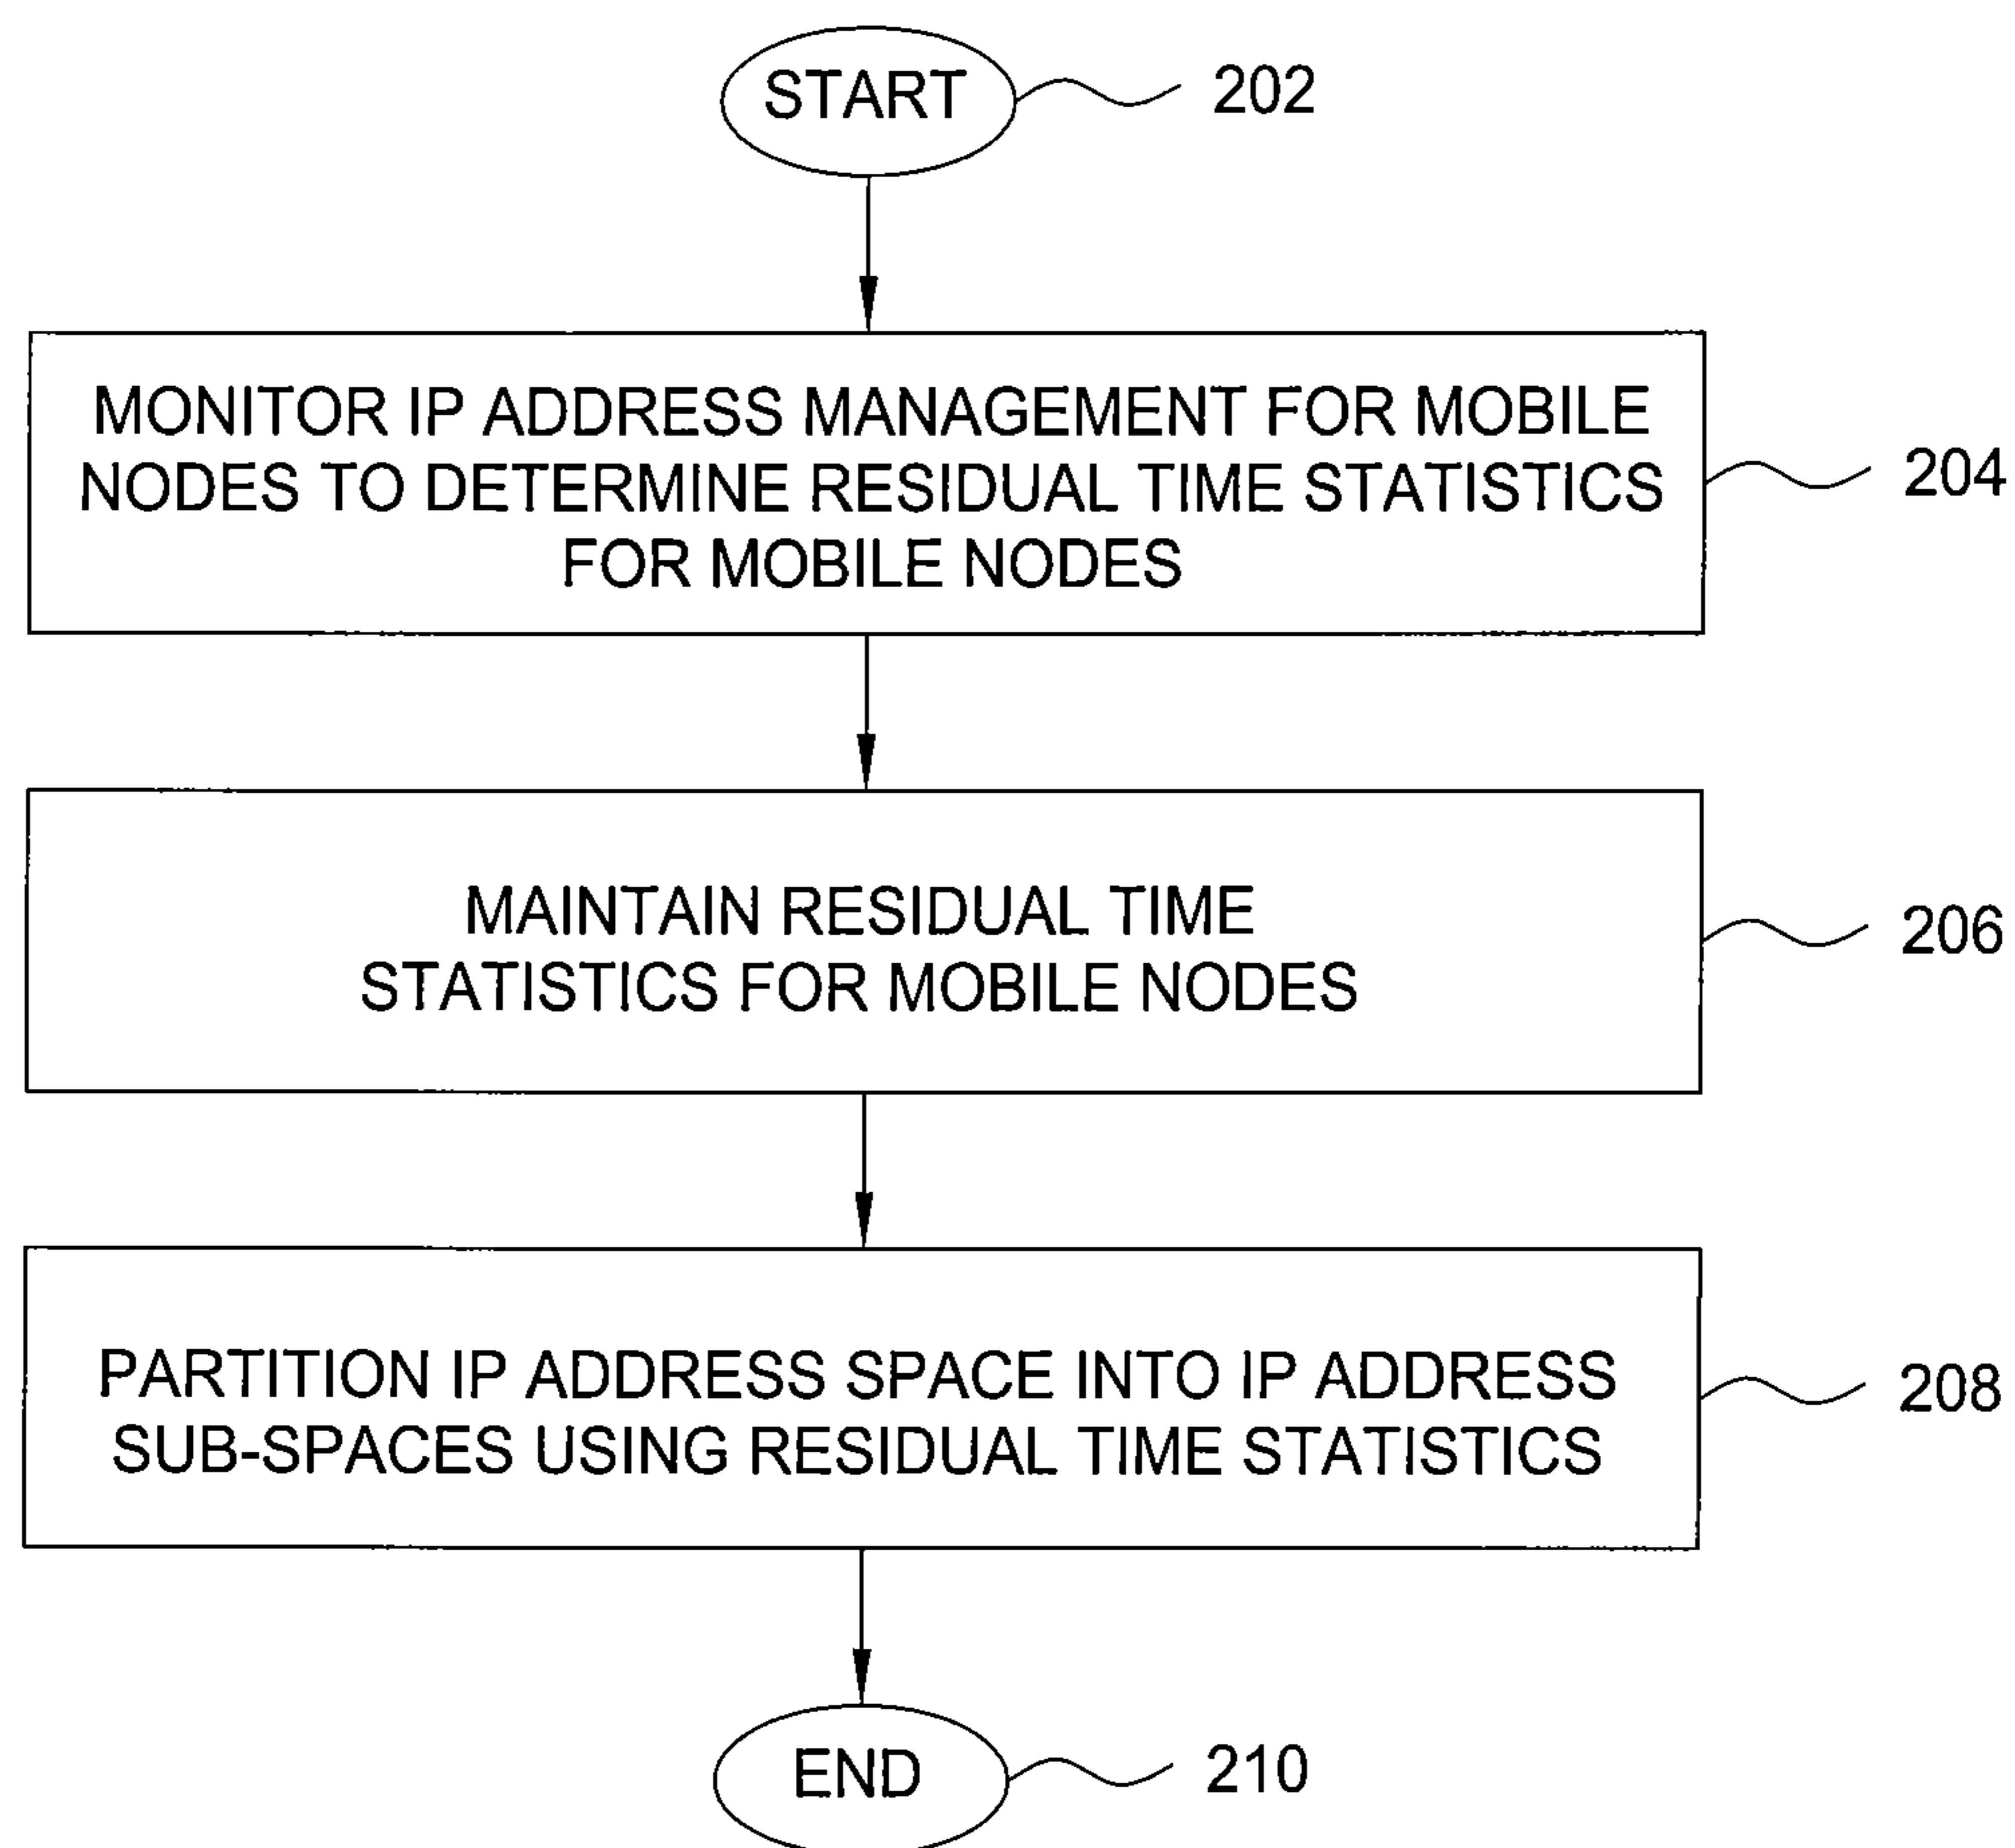 START
202
MONITOR IP ADDRESS MANAGEMENT FOR MOBILE
NODES TO DETERMINE RESIDUAL TIME STATISTICS
FOR MOBILE NODES
204
MAINTAIN RESIDUAL TIME
STATISTICS FOR MOBILE NODES
206
PARTITION IP ADDRESS SPACE INTO IP ADDRESS
SUB-SPACES USING RESIDUAL TIME STATISTICS
208
END
210